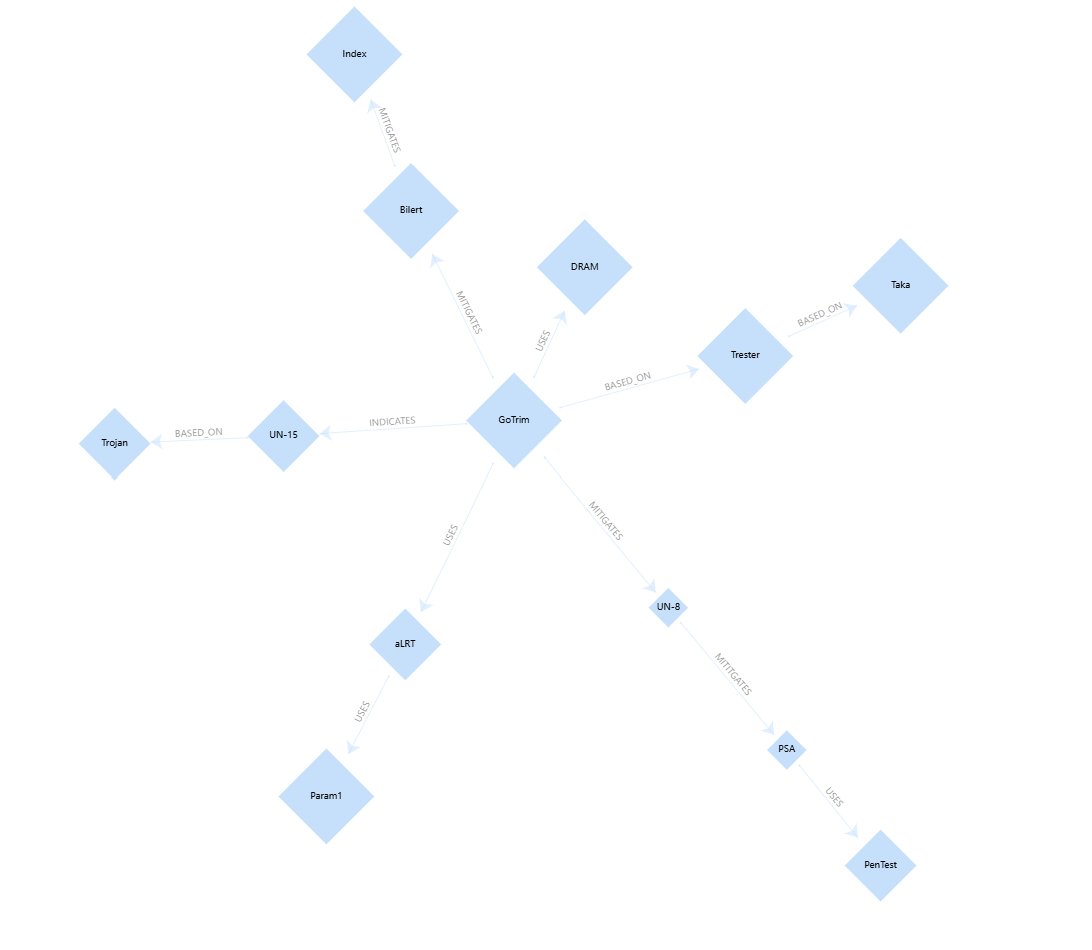 Index
MITIGATES
Bilert
DRAM
Taka
MITIGATES
BASED_ON
USES
Trester
BASED_ON
GoTrim
INDICATES
BASED_ON
UN-15
Trojan
MITIGATES
USES
UN-8
aLRT
MITITGATES
USES
PSA
Param1
USES
PenTest